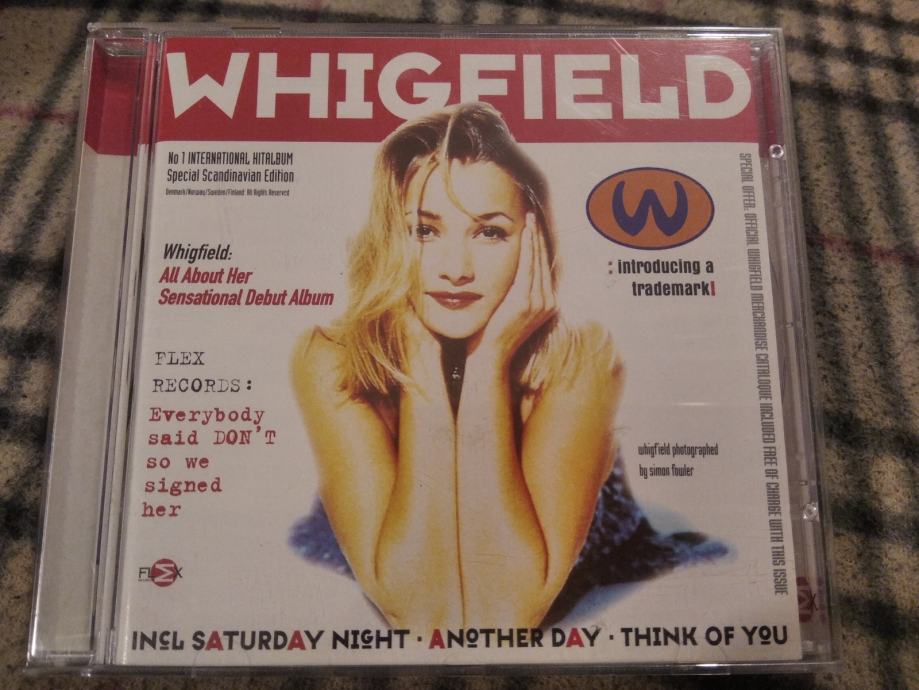 WHIGFIELD
No 1 INTERNATIONAL HITALBUM
Special Scandinavian Edition
Denmark/Norway/Sweden/Finland: All Rights Reserved
W
: introducing a
trademark!
Whigfield:
All About Her
Sensational Debut Album
FLEX
RECORDS:
Everybody
said DON'T
so we
signed
her
whigfield photographed
by simon fowler
FLEX
SPECIAL OFFER: OFFICIAL WHIGFIELD MERCHANDISE CATALOGUE INCLUDED FREE OF CHARGE WITH THIS ISSUE
INCL SATURDAY NIGHT · ANOTHER DAY · THINK OF YOU